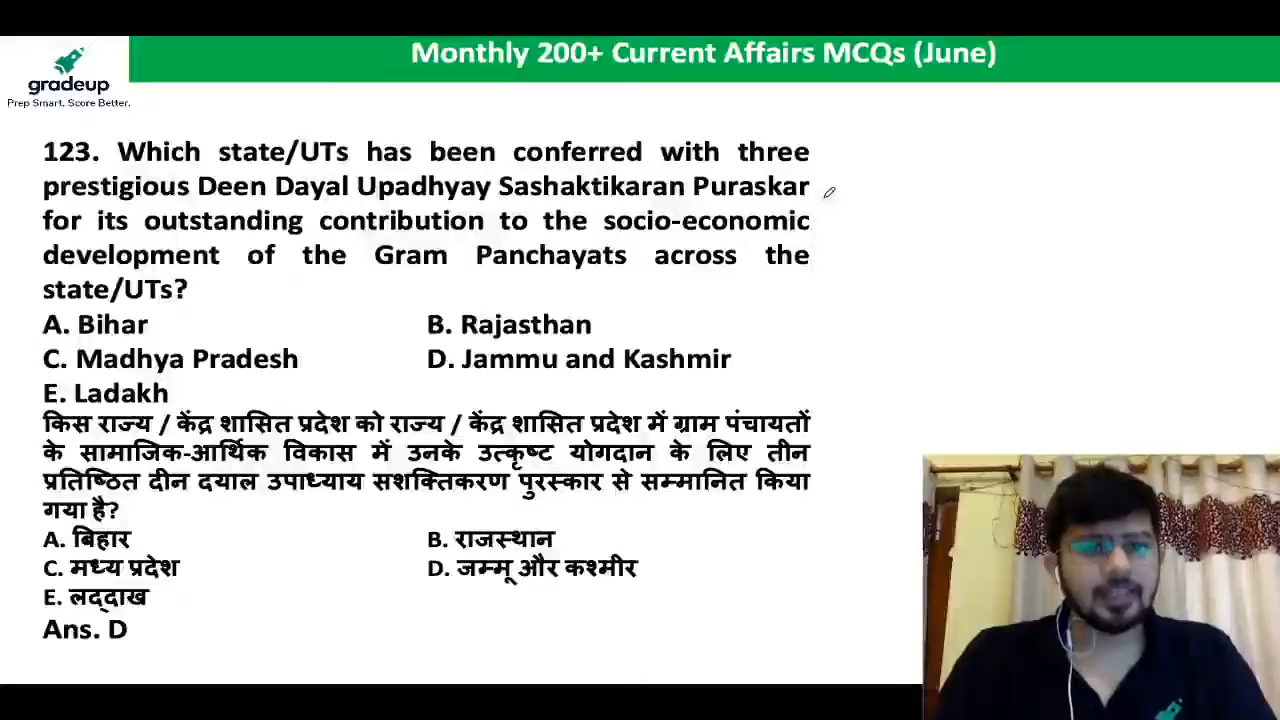 Monthly 200+ Current Affairs MCQs (June)
gradeup
Prep Smart. Score Better.
123. Which state/UTs has been conferred with three
prestigious Deen Dayal Upadhyay Sashaktikaran Puraskar
for its outstanding contribution to the socio-economic
development of the Gram Panchayats across the
state/UTs?
A. Bihar B. Rajasthan
C. Madhya Pradesh D. Jammu and Kashmir
E. Ladakh
किस राज्य / केंद्र शासित प्रदेश को राज्य / केंद्र शासित प्रदेश में ग्राम पंचायतों
के सामाजिक-आर्थिक विकास में उनके उत्कृष्ट योगदान के लिए तीन
प्रतिष्ठित दीन दयाल उपाध्याय सशक्तिकरण पुरस्कार से सम्मानित किया
गया है?
A. बिहार B. राजस्थान
C. मध्य प्रदेश D. जम्मू और कश्मीर
E. लद्दाख
Ans. D